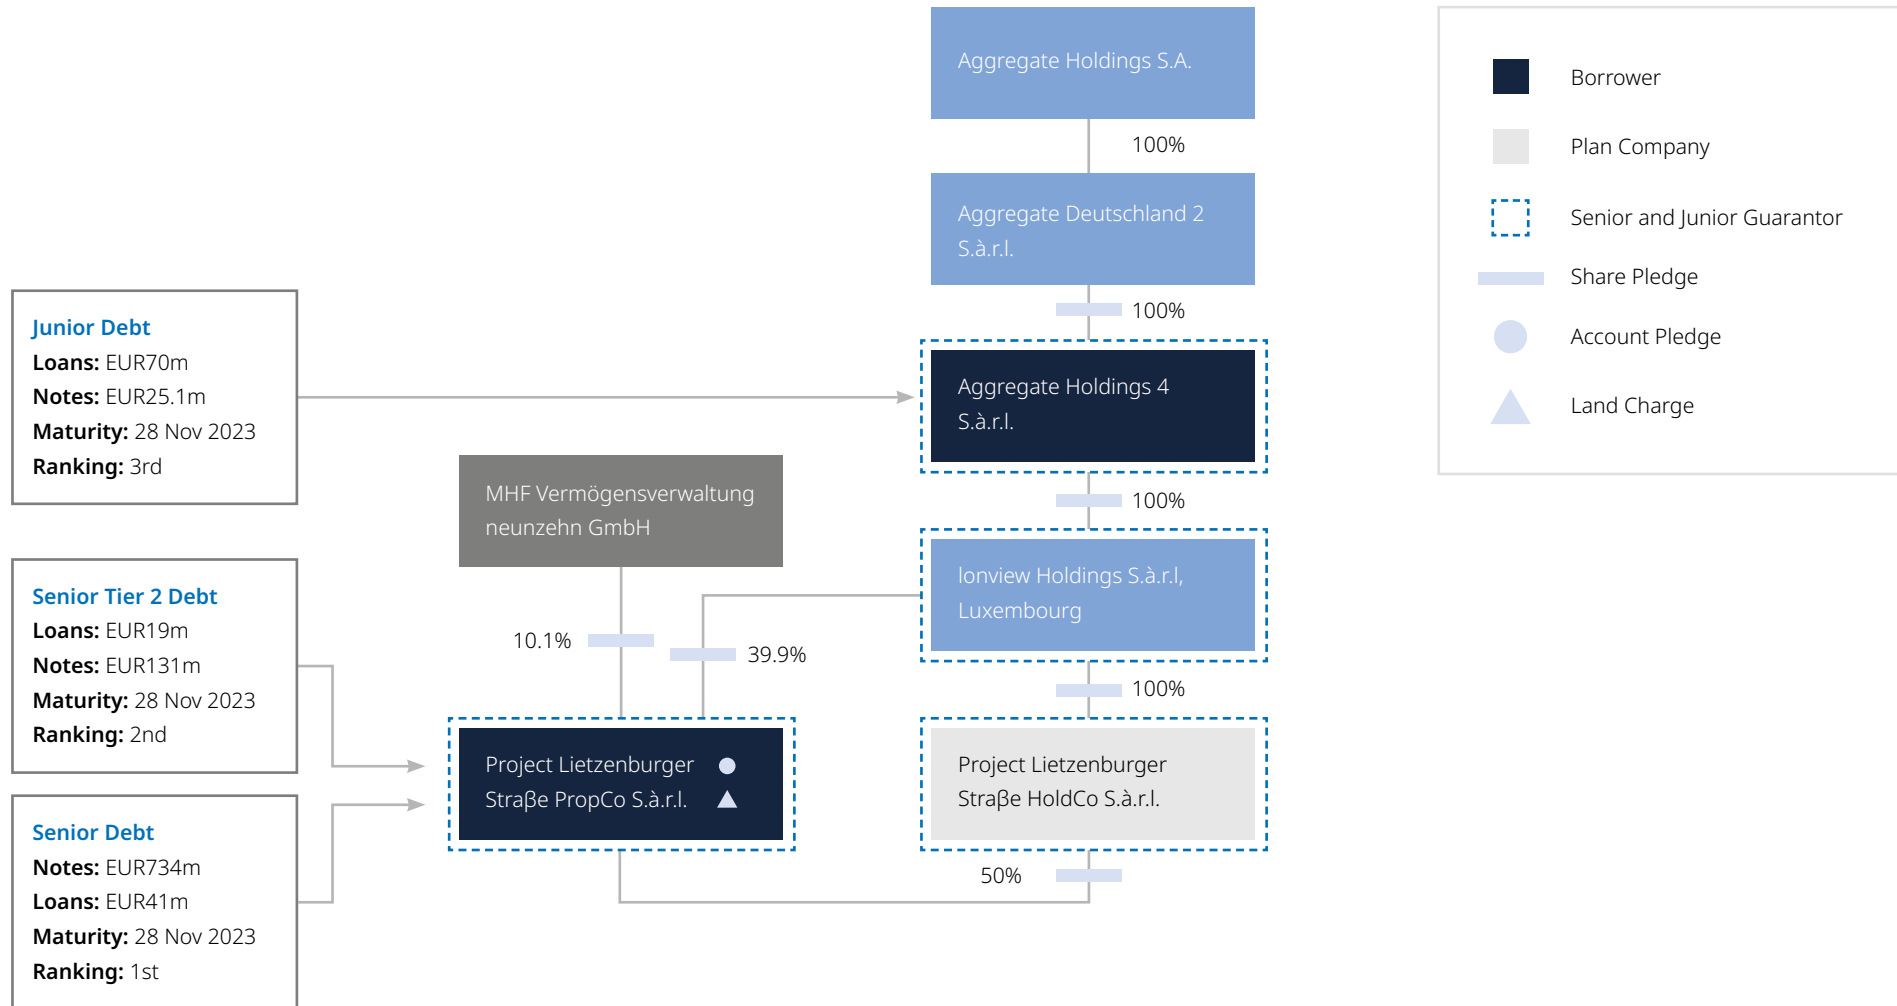 Aggregate Holdings S.A.
100%
Aggregate Deutschland 2
S.à.r.l.
100%
Aggregate Holdings 4
S.à.r.l.
100%
lonview Holdings S.à.r.l,
Luxembourg
100%
Project Lietzenburger
Straβe HoldCo S.à.r.l.
50%
MHF Vermögensverwaltung
neunzehn GmbH
10.1%
39.9%
Project Lietzenburger
Straβe PropCo S.à.r.l.
Junior Debt
Loans: EUR70m
Notes: EUR25.1m
Maturity: 28 Nov 2023
Ranking: 3rd
Senior Tier 2 Debt
Loans: EUR19m
Notes: EUR131m
Maturity: 28 Nov 2023
Ranking: 2nd
Senior Debt
Notes: EUR734m
Loans: EUR41m
Maturity: 28 Nov 2023
Ranking: 1st
Borrower
Plan Company
Senior and Junior Guarantor
Share Pledge
Account Pledge
Land Charge